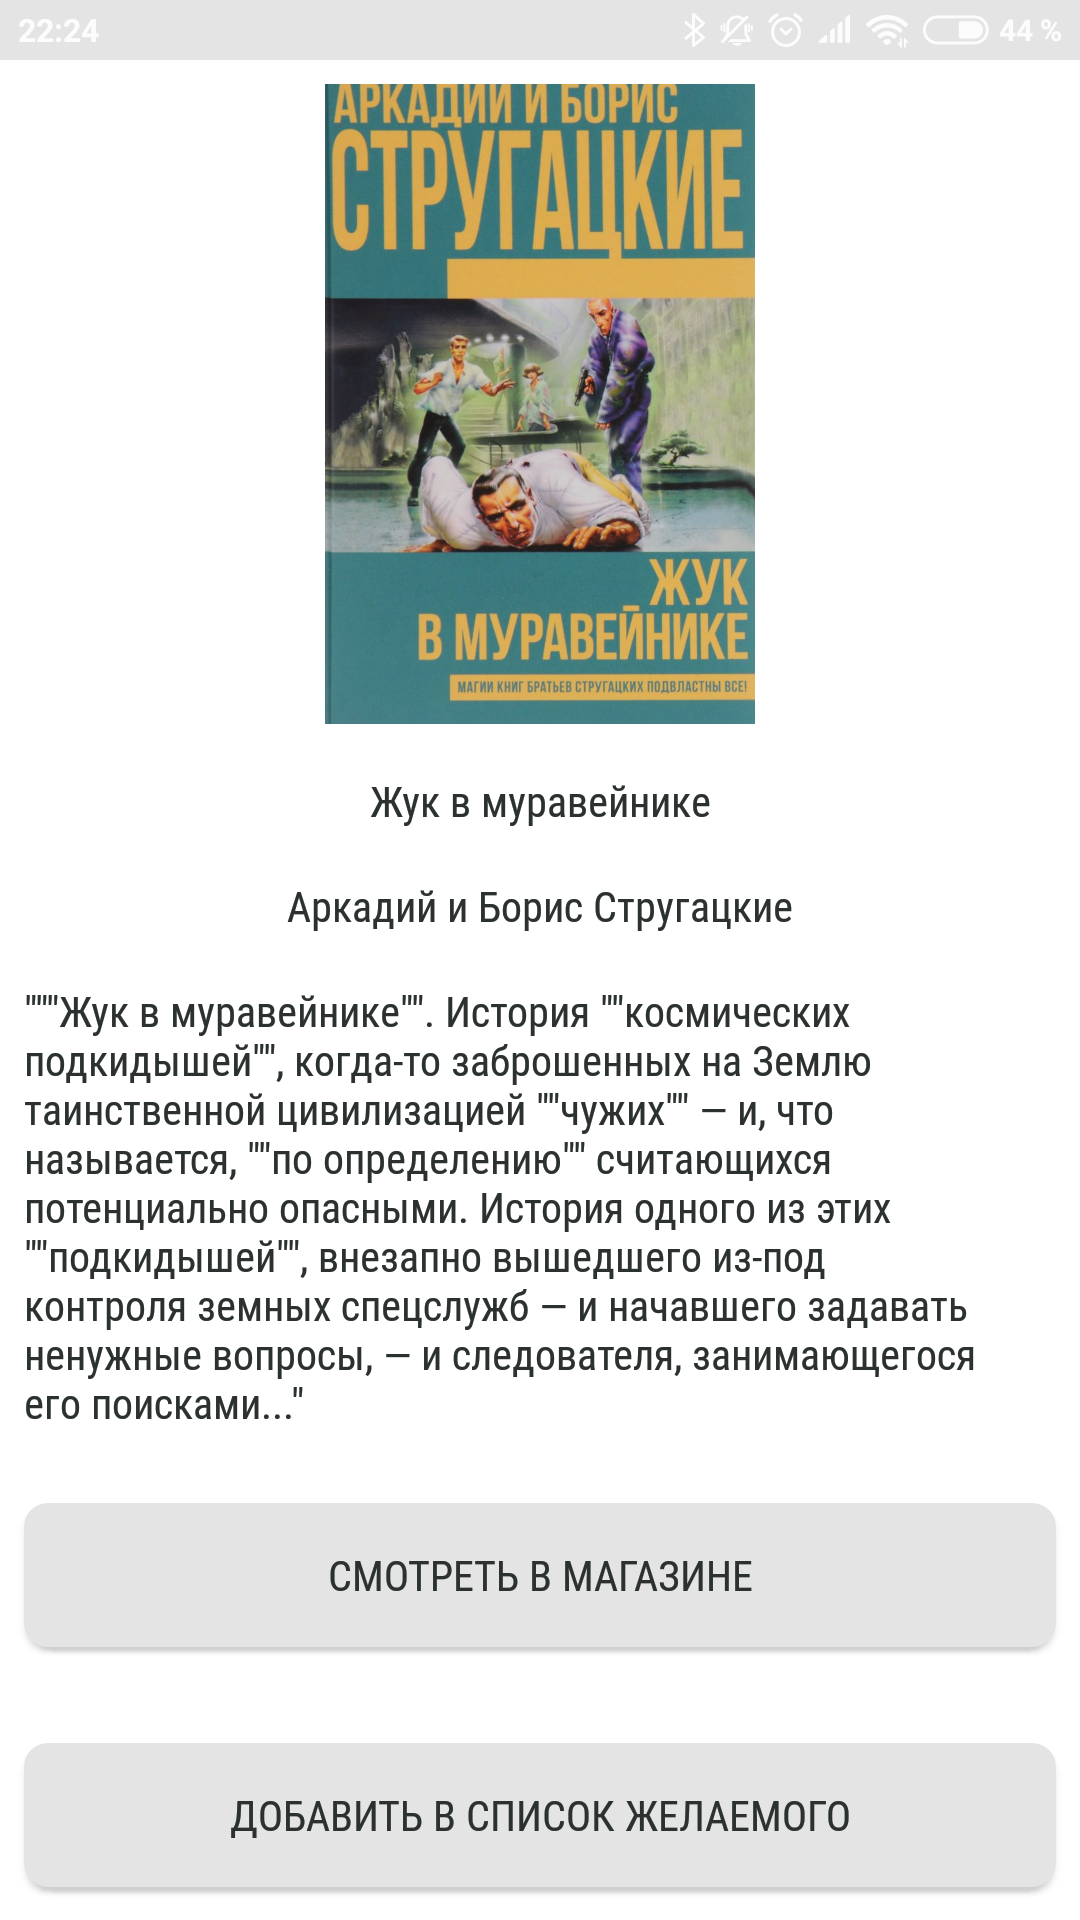 22:24
44 %
АРКАДИЙ И БОРИС
СТРУГАЦКИЕ
ЖУК
В МУРАВЕЙНИКЕ
МАГИИ КНИГ БРАТЬЕВ СТРУГАЦКИХ ПОДВЛАСТНЫ ВСЕ!
Жук в муравейнике
Аркадий и Борис Стругацкие
"""Жук в муравейнике"". История ""космических
подкидышей"", когда-то заброшенных на Землю
таинственной цивилизацией ""чужих"" — и, что
называется, ""по определению"" считающихся
потенциально опасными. История одного из этих
""подкидышей"", внезапно вышедшего из-под
контроля земных спецслужб — и начавшего задавать
ненужные вопросы, — и следователя, занимающегося
его поисками..."
СМОТРЕТЬ В МАГАЗИНЕ
ДОБАВИТЬ В СПИСОК ЖЕЛАЕМОГО